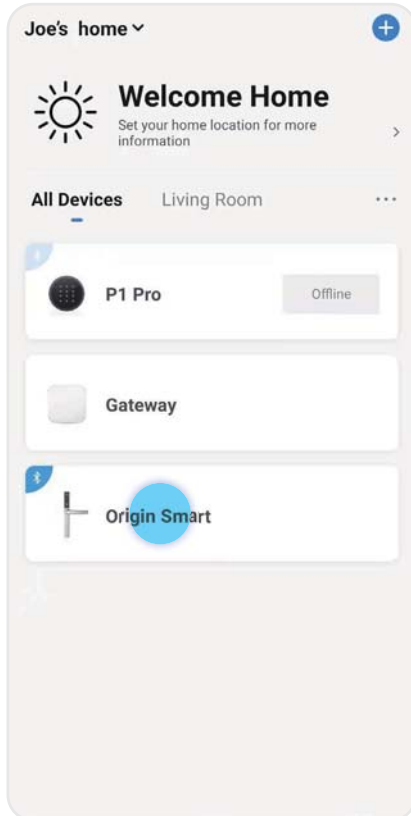 Joe's home
Welcome Home
Set your home location for more
information
All Devices
Living Room
P1 Pro
Offline
Gateway
Origin Smart